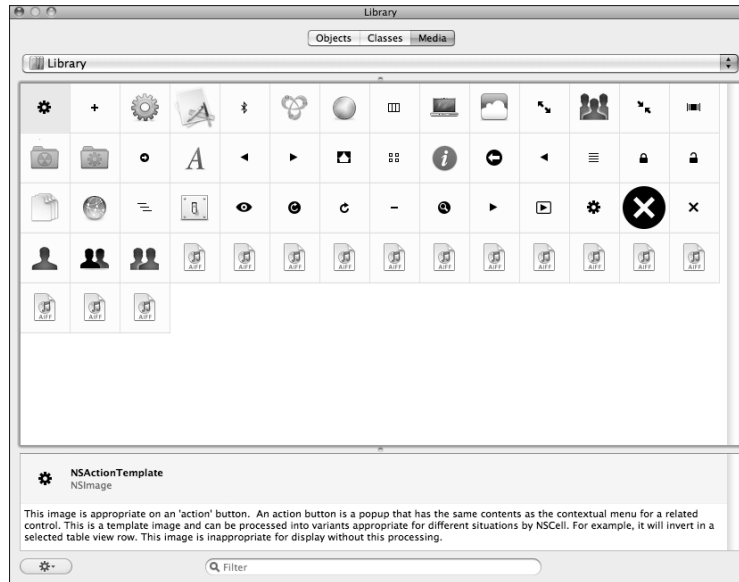 Library
Objects Classes Media
Library
A
i
AIFF AIFF AIFF AIFF AIFF AIFF AIFF AIFF AIFF AIFF AIFF
AIFF AIFF AIFF
NSActionTemplate
NSImage
This image is appropriate on an 'action' button. An action button is a popup that has the same contents as the contextual menu for a related
control. This is a template image and can be processed into variants appropriate for different situations by NSCell. For example, it will invert in a
selected table view row. This image is inappropriate for display without this processing.
Filter